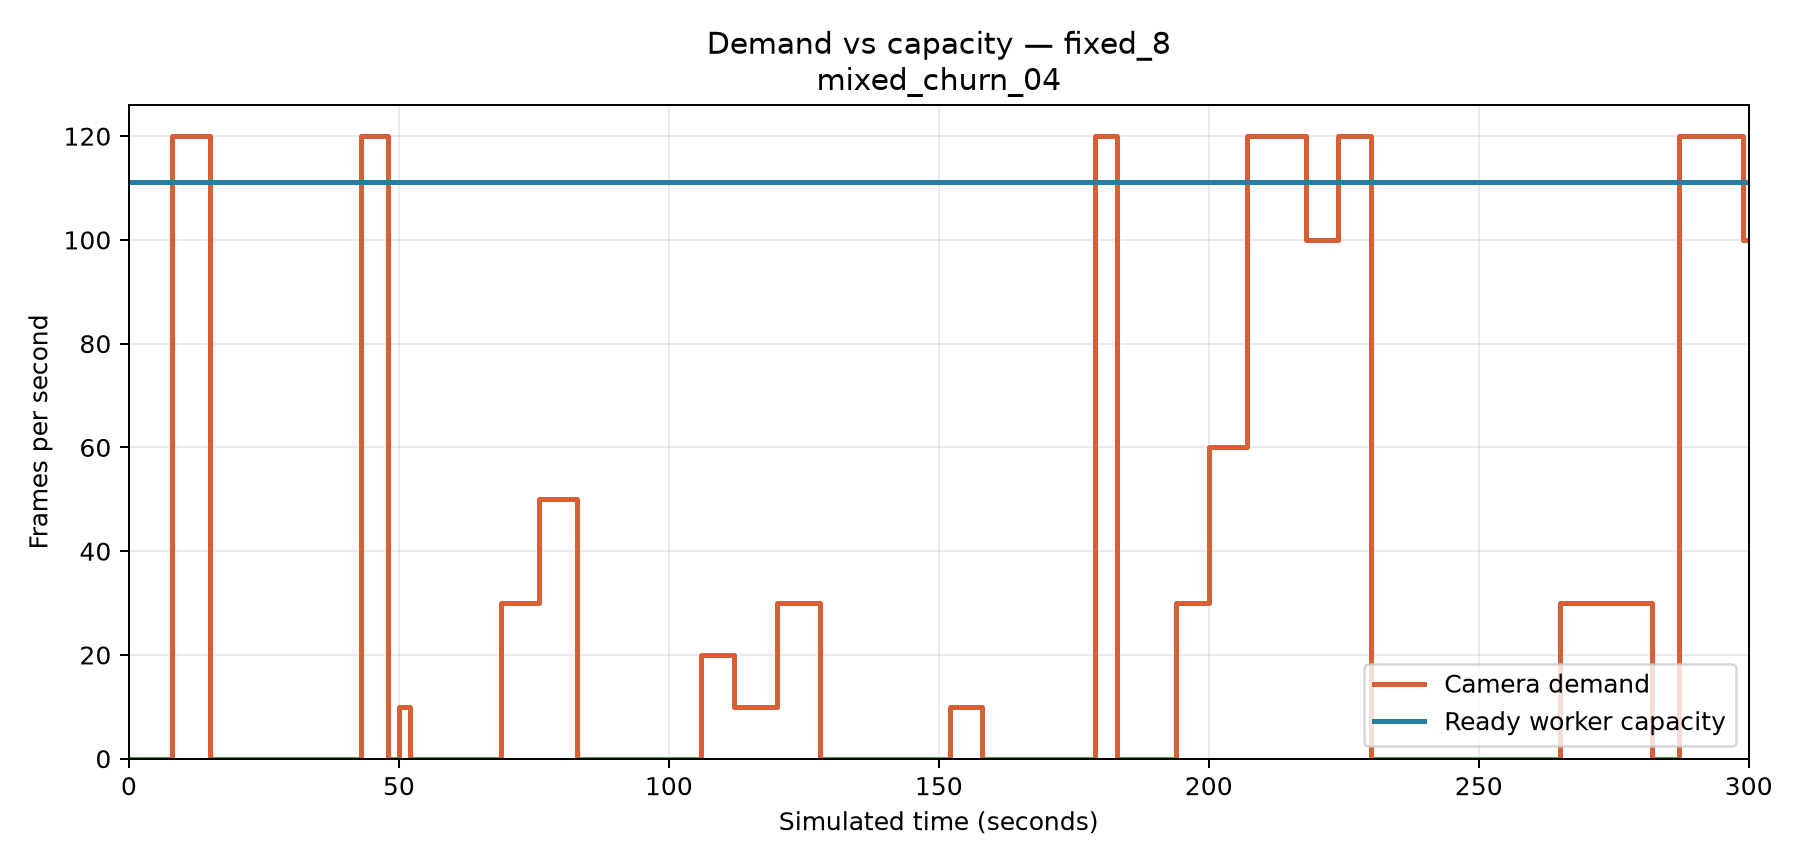 Demand vs capacity — fixed_8
mixed_churn_04
Frames per second
120
100
80
60
40
20
0
0 50 100 150 200 250 300
Simulated time (seconds)
Camera demand
Ready worker capacity